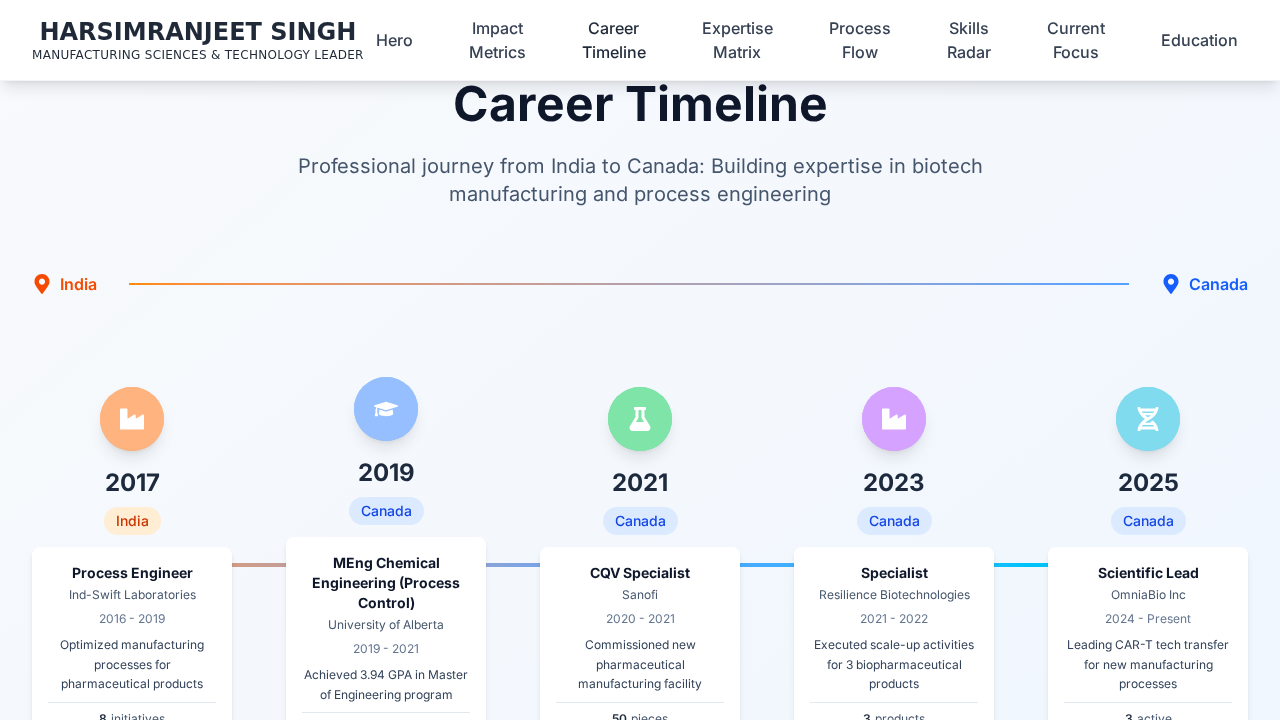 HARSIMRANJEET SINGH
MANUFACTURING SCIENCES & TECHNOLOGY LEADER
Hero
Impact
Metrics
Career
Timeline
Expertise
Matrix
Process
Flow
Skills
Radar
Current
Focus
Education
Career Timeline
Professional journey from India to Canada: Building expertise in biotech
manufacturing and process engineering
India
Canada
2017
India
Process Engineer
Ind-Swift Laboratories
2016 - 2019
Optimized manufacturing
processes for
pharmaceutical products
8 initiatives
2019
Canada
MEng Chemical
Engineering (Process
Control)
University of Alberta
2019 - 2021
Achieved 3.94 GPA in Master
of Engineering program
2021
Canada
CQV Specialist
Sanofi
2020 - 2021
Commissioned new
pharmaceutical
manufacturing facility
50 pieces
2023
Canada
Specialist
Resilience Biotechnologies
2021 - 2022
Executed scale-up activities
for 3 biopharmaceutical
products
3 products
2025
Canada
Scientific Lead
OmniaBio Inc
2024 - Present
Leading CAR-T tech transfer
for new manufacturing
processes
3 active